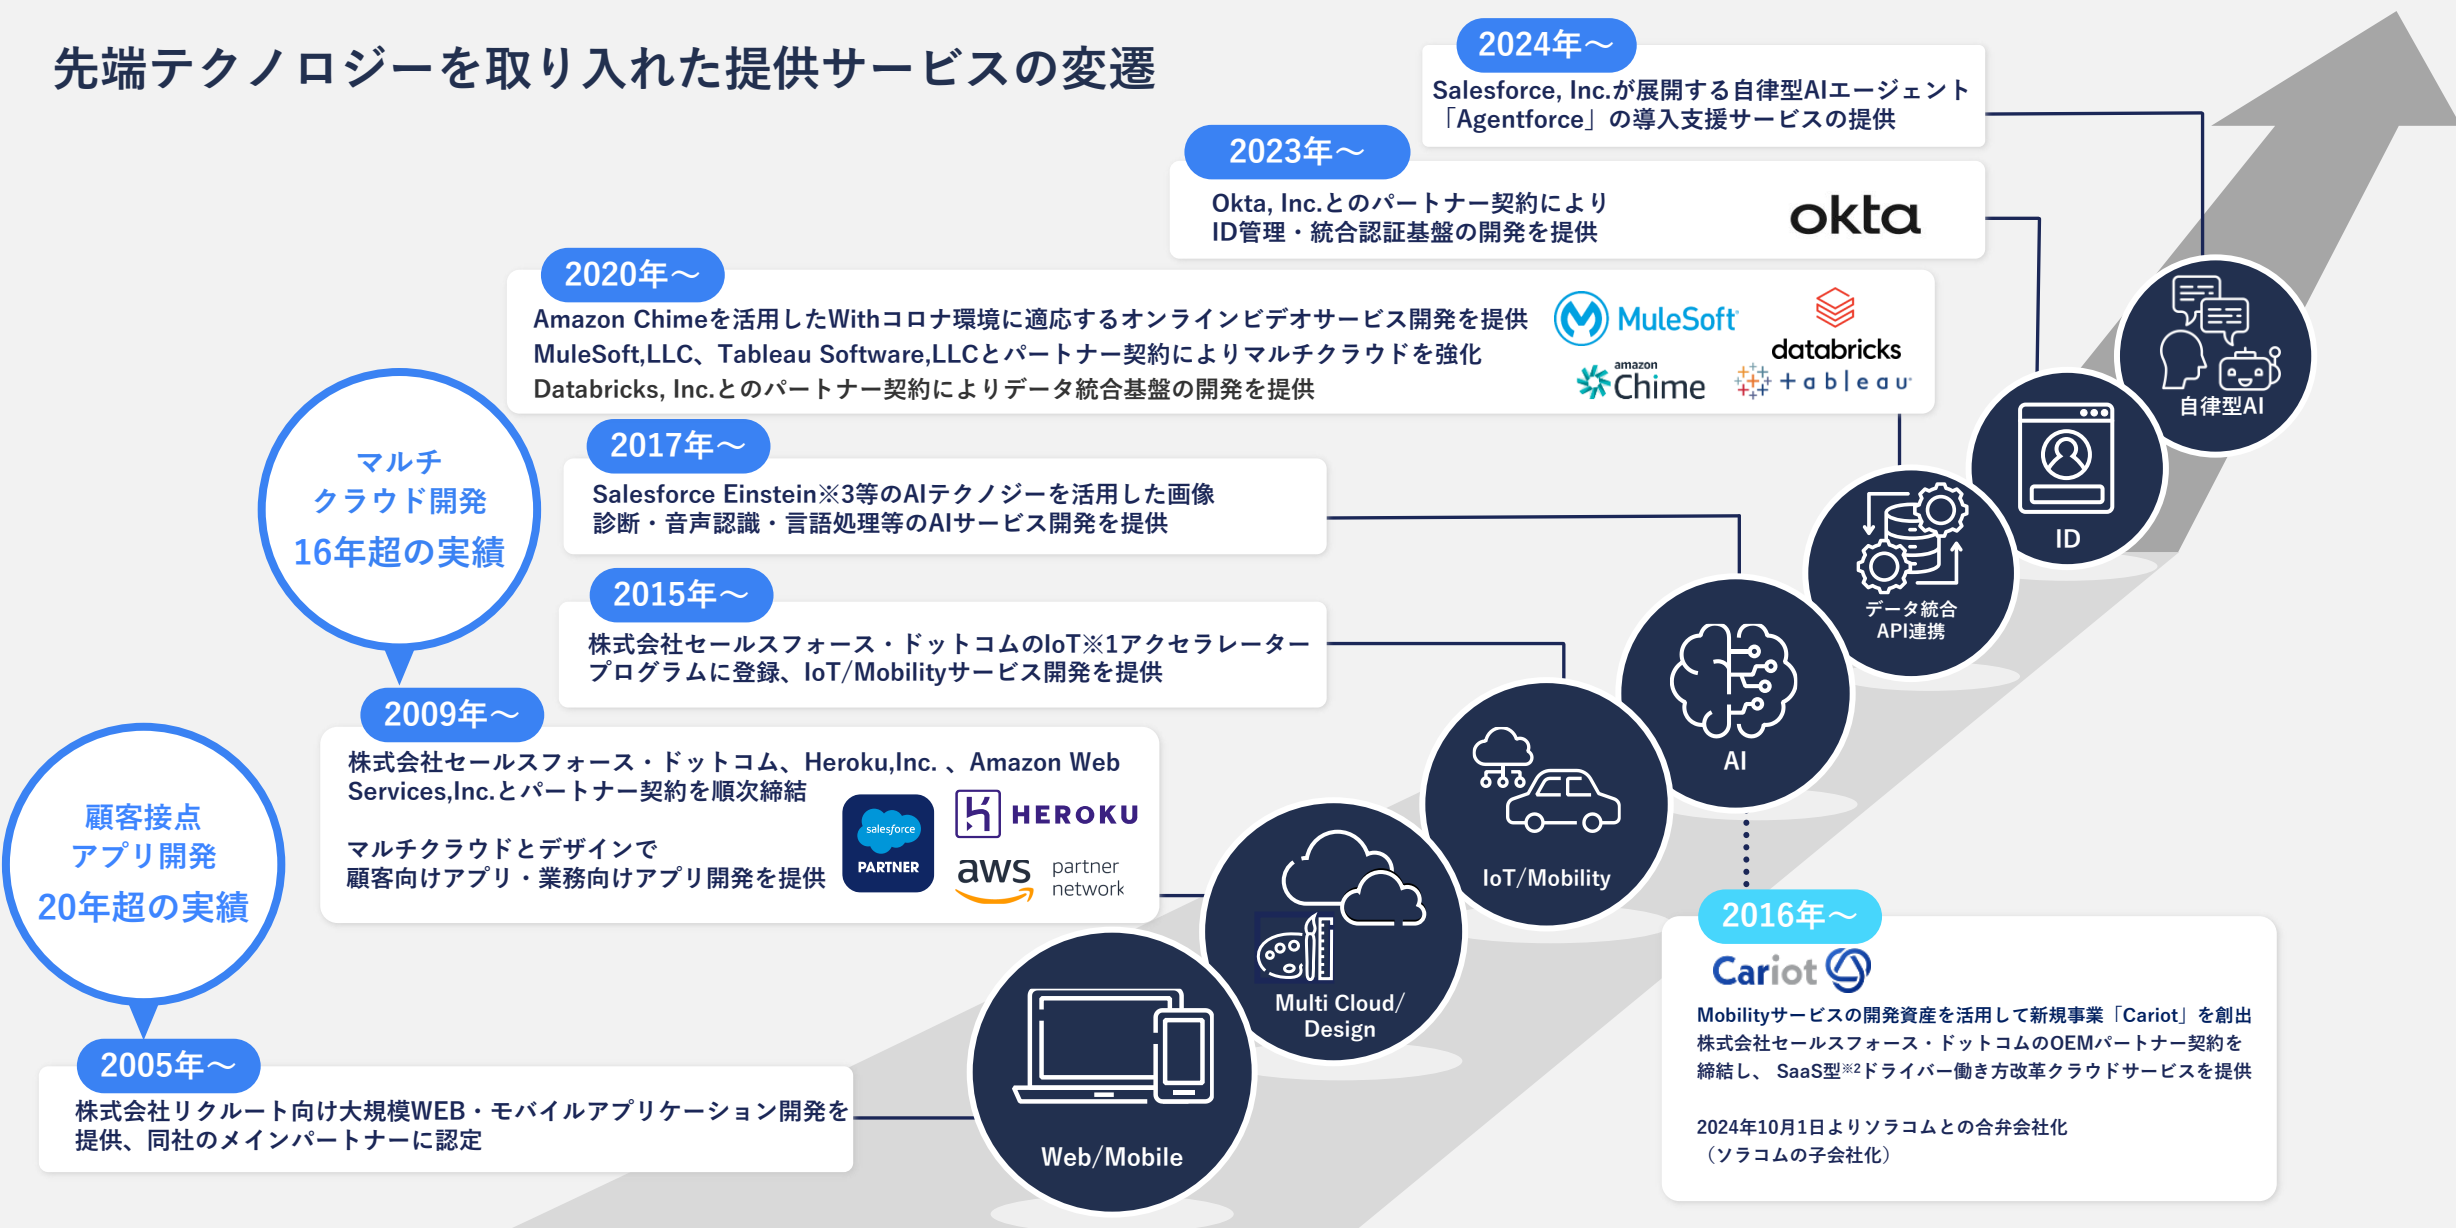 先端テクノロジーを取り入れた提供サービスの変遷
2024年～
Salesforce, Inc.が展開する自律型AIエージェント
「Agentforce」の導入支援サービスの提供
2023年～
Okta, Inc.とのパートナー契約により
ID管理・統合認証基盤の開発を提供
okta
2020年～
Amazon Chimeを活用したWithコロナ環境に適応するオンラインビデオサービス開発を提供
MuleSoft,LLC、Tableau Software,LLCとパートナー契約によりマルチクラウドを強化
Databricks, Inc.とのパートナー契約によりデータ統合基盤の開発を提供
MuleSoft
databricks
amazon
Chime
+ableau
2017年～
Salesforce Einstein※3等のAIテクノジーを活用した画像
診断・音声認識・言語処理等のAIサービス開発を提供
2015年～
株式会社セールスフォース・ドットコムのIoT※1アクセラレーター
プログラムに登録、IoT/Mobilityサービス開発を提供
マルチ
クラウド開発
16年超の実績
2009年～
株式会社セールスフォース・ドットコム、Heroku,Inc. 、Amazon Web
Services,Inc.とパートナー契約を順次締結
マルチクラウドとデザインで
顧客向けアプリ・業務向けアプリ開発を提供
salesforce
PARTNER
HEROKU
aws
partner
network
顧客接点
アプリ開発
20年超の実績
2005年～
株式会社リクルート向け大規模WEB・モバイルアプリケーション開発を
提供、同社のメインパートナーに認定
自律型AI
ID
データ統合
API連携
AI
IoT/Mobility
Multi Cloud/
Design
Web/Mobile
2016年～
Cariot
Mobilityサービスの開発資産を活用して新規事業「Cariot」を創出
株式会社セールスフォース・ドットコムのOEMパートナー契約を
締結し、 SaaS型※2ドライバー働き方改革クラウドサービスを提供
2024年10月1日よりソラコムとの合弁会社化
（ソラコムの子会社化）